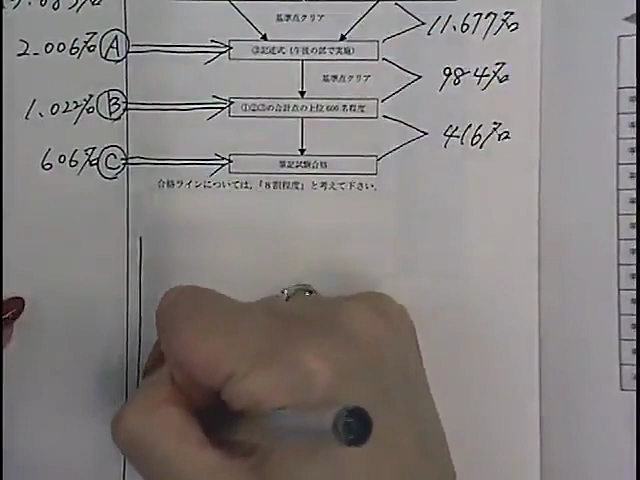 基準点クリア
11.677名
2.006名 Ⓐ
③記述式（午後の部で実施）
基準点クリア
984名
1.022名 Ⓑ
①②③の合計点の上位600名程度
416名
606名 Ⓒ
筆記試験合格
合格ラインについては、「8割程度」と考えて下さい。